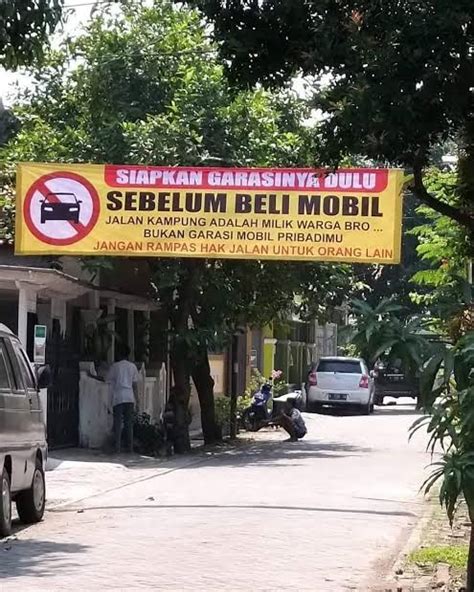 SIAPKAN GARASINYA DULU
SEBELUM BELI MOBIL
JALAN KAMPUNG ADALAH MILIK WARGA BRO ...
BUKAN GARASI MOBIL PRIBADIMU
JANGAN RAMPAS HAK JALAN UNTUK ORANG LAIN